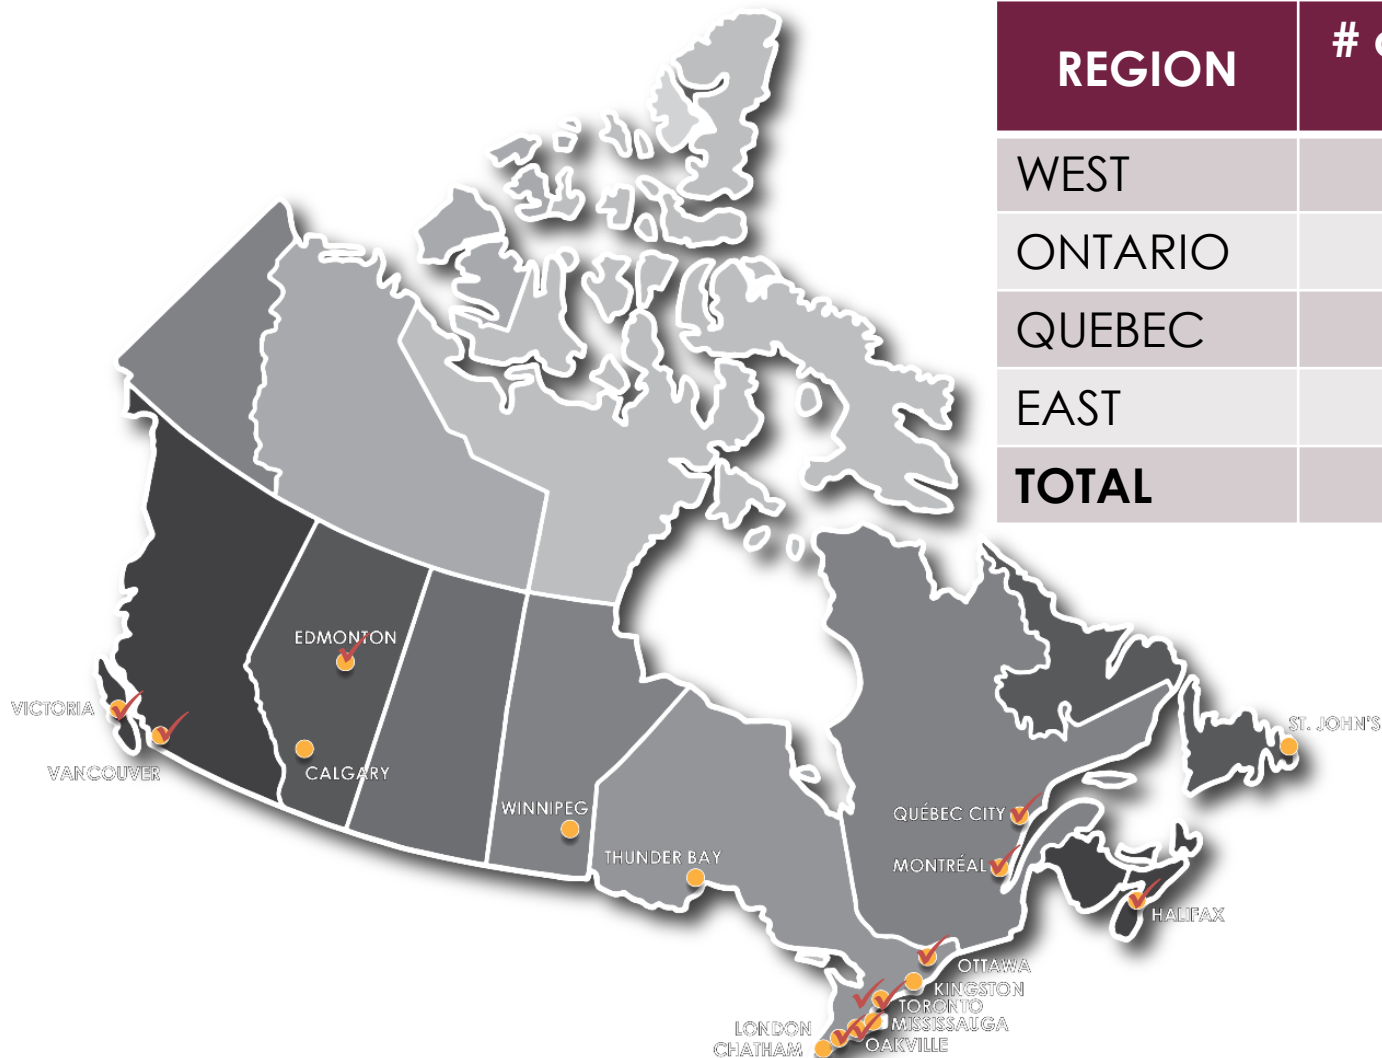 REGION
#
WEST
ONTARIO
QUEBEC
EAST
TOTAL
EDMONTON
VICTORIA
VANCOUVER
CALGARY
WINNIPEG
THUNDER BAY
ST. JOHN'S
QUÉBEC CITY
MONTRÉAL
HALIFAX
OTTAWA
KINGSTON
TORONTO
MISSISSAUGA
LONDON
OAKVILLE
CHATHAM